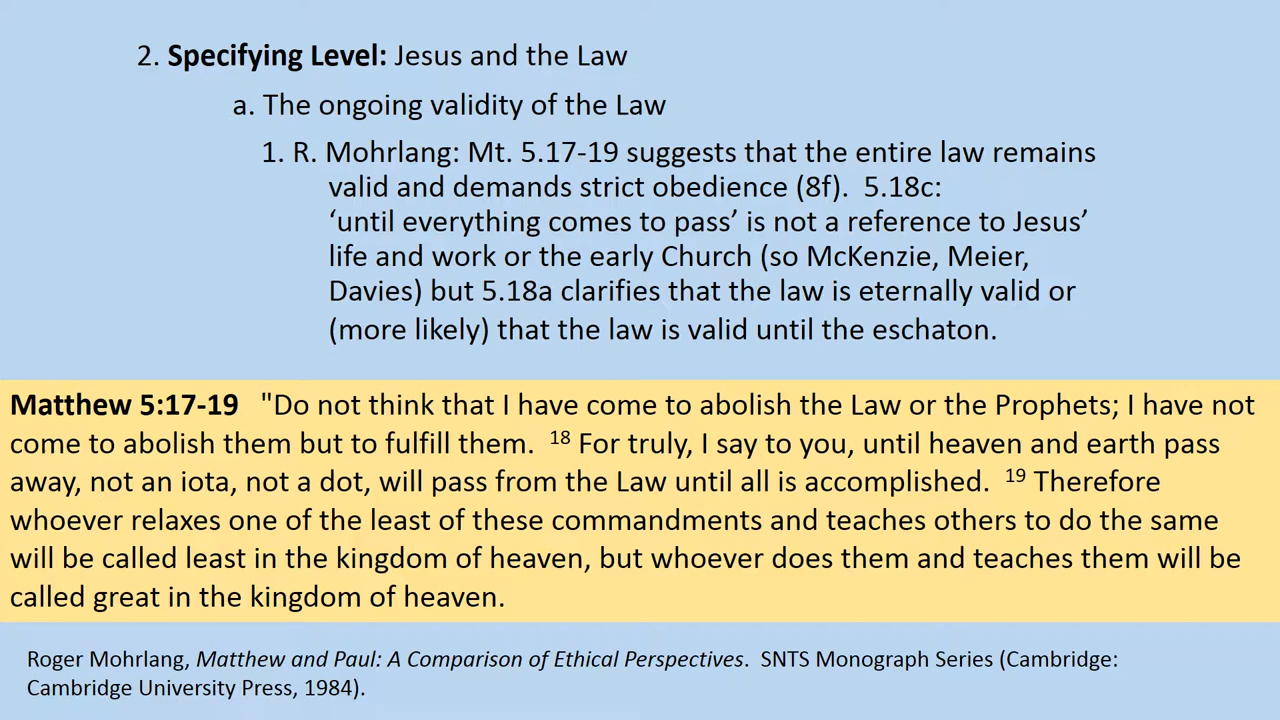 2. Specifying Level: Jesus and the Law
a. The ongoing validity of the Law
1. R. Mohrlang: Mt. 5.17-19 suggests that the entire law remains
valid and demands strict obedience (8f).  5.18c:
‘until everything comes to pass’ is not a reference to Jesus’
life and work or the early Church (so McKenzie, Meier,
Davies) but 5.18a clarifies that the law is eternally valid or
(more likely) that the law is valid until the eschaton.
Matthew 5:17-19   "Do not think that I have come to abolish the Law or the Prophets; I have not
come to abolish them but to fulfill them.  18 For truly, I say to you, until heaven and earth pass
away, not an iota, not a dot, will pass from the Law until all is accomplished.  19 Therefore
whoever relaxes one of the least of these commandments and teaches others to do the same
will be called least in the kingdom of heaven, but whoever does them and teaches them will be
called great in the kingdom of heaven.
Roger Mohrlang, Matthew and Paul: A Comparison of Ethical Perspectives.  SNTS Monograph Series (Cambridge:
Cambridge University Press, 1984).